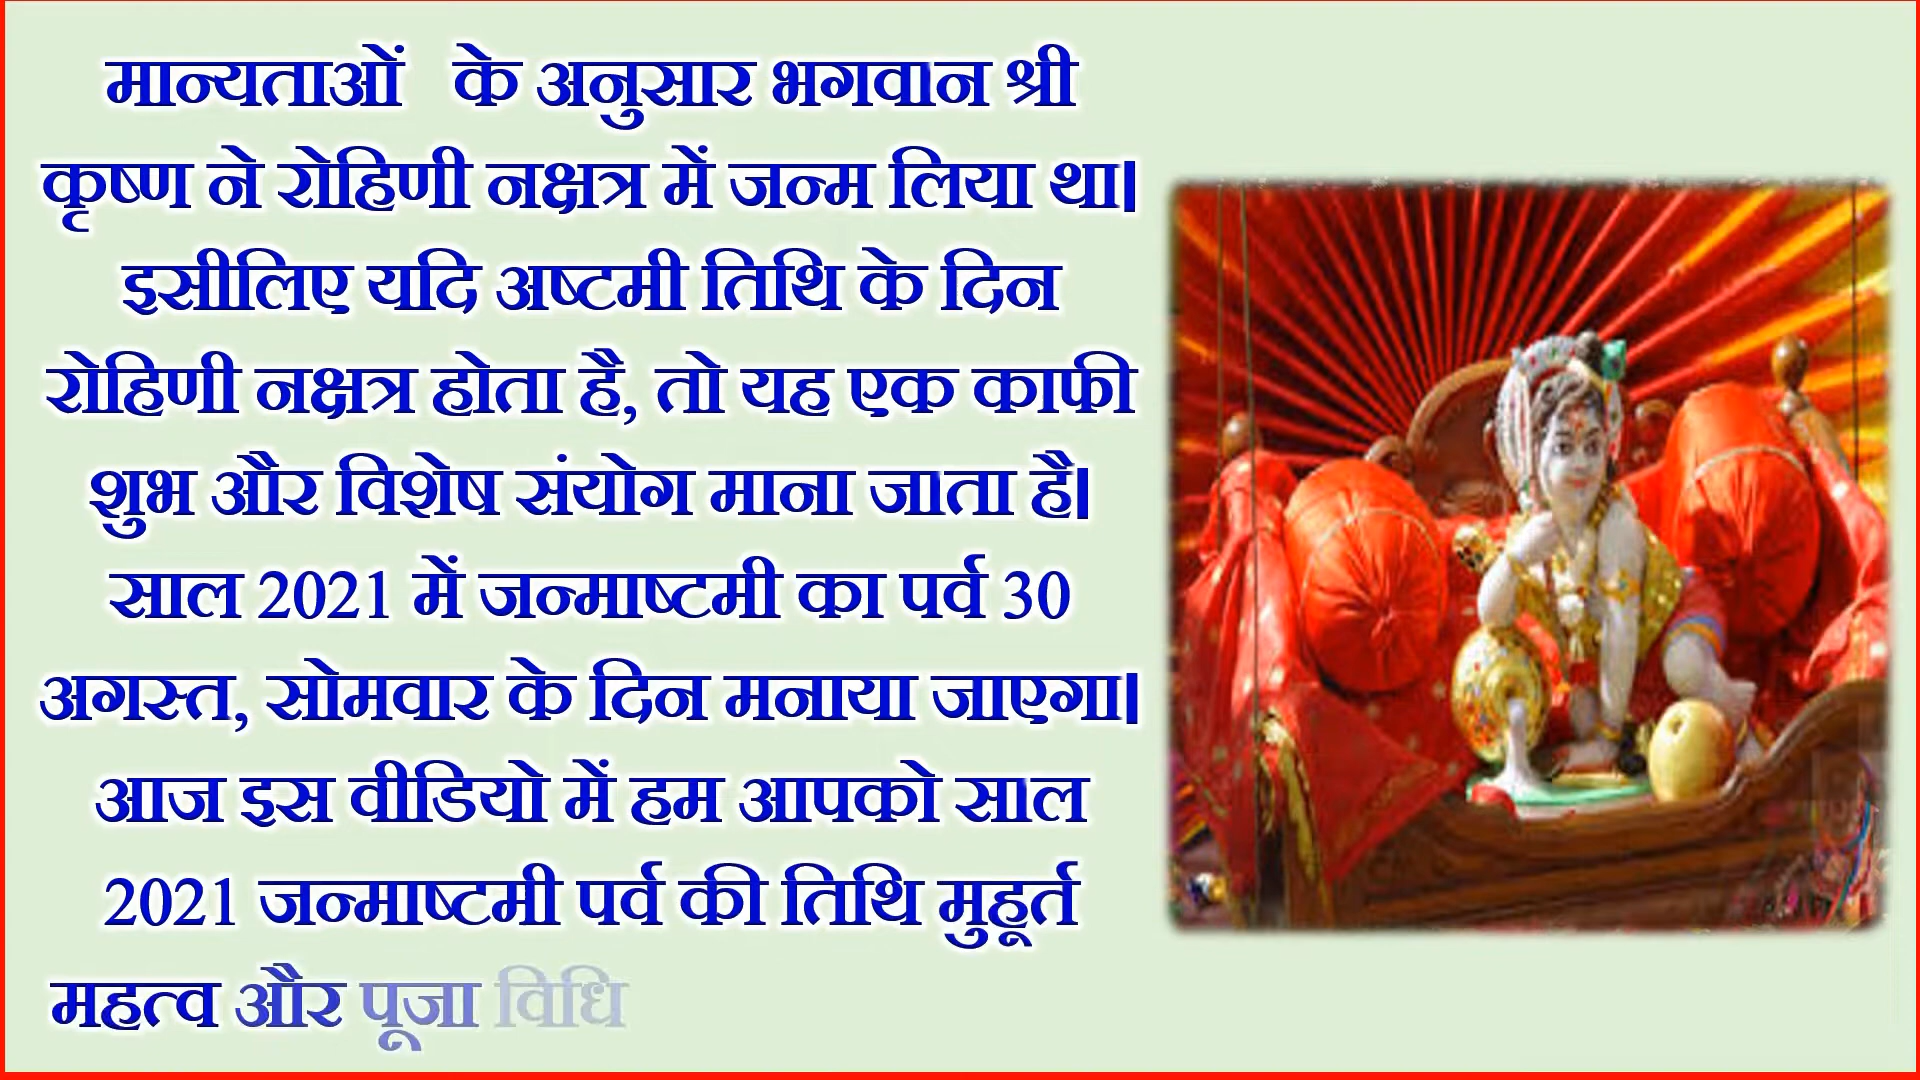 मान्यताओं के अनुसार भगवान श्री
कृष्ण ने रोहिणी नक्षत्र में जन्म लिया था।
इसीलिए यदि अष्टमी तिथि के दिन
रोहिणी नक्षत्र होता है, तो यह एक काफी
शुभ और विशेष संयोग माना जाता है।
साल 2021 में जन्माष्टमी का पर्व 30
अगस्त, सोमवार के दिन मनाया जाएगा।
आज इस वीडियो में हम आपको साल
2021 जन्माष्टमी पर्व की तिथि मुहूर्त
महत्व और पूजा विधि